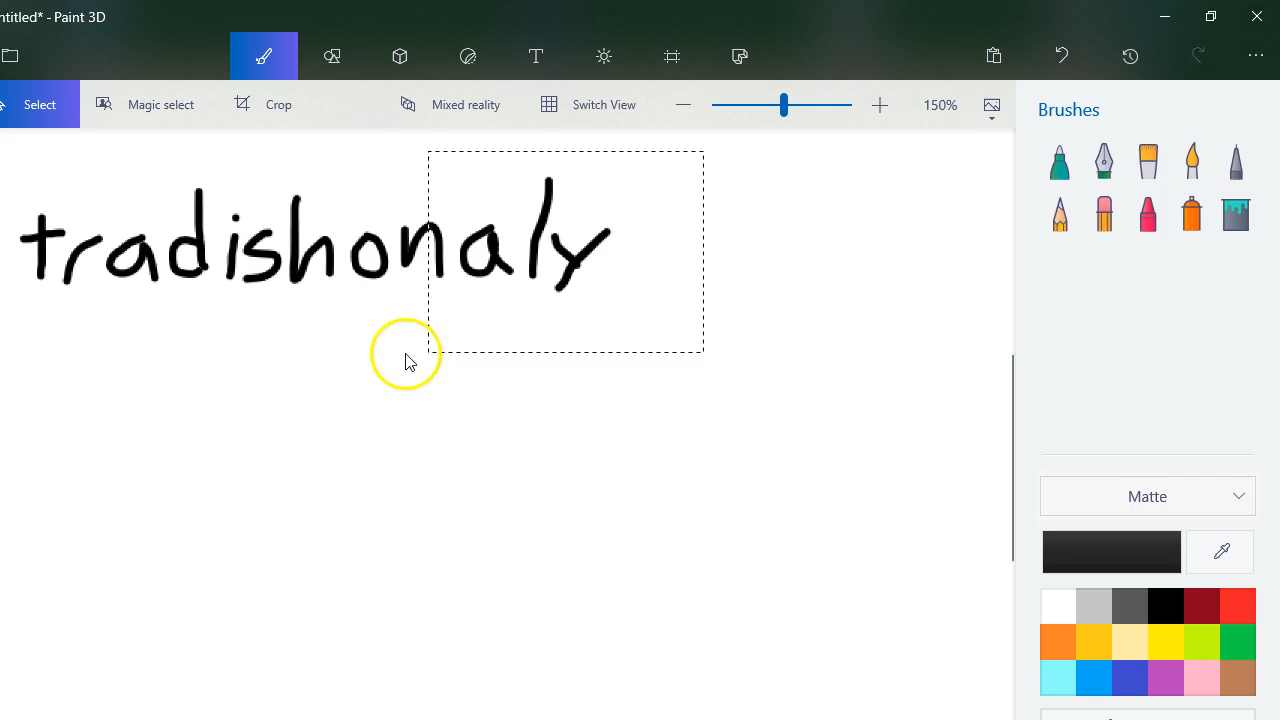 ntitled* - Paint 3D
Select Magic select Crop Mixed reality Switch View 150%
Brushes
tradishonaly
Matte